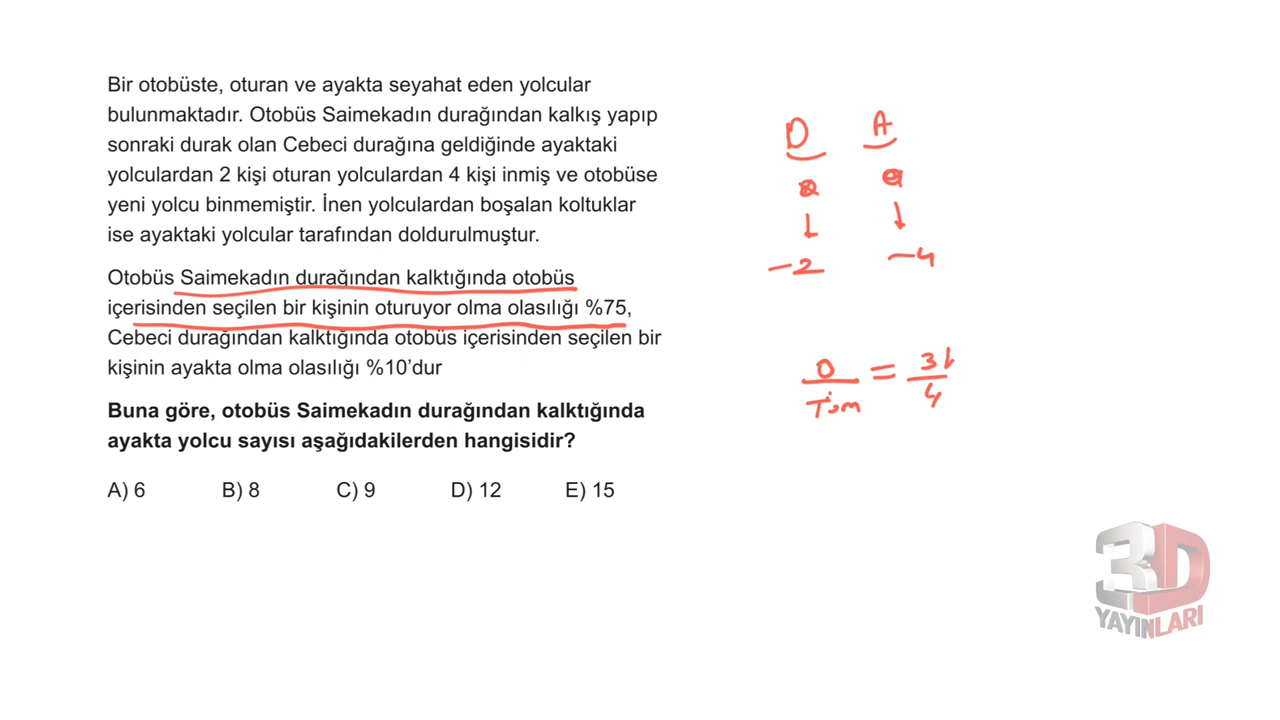 Bir otobüste, oturan ve ayakta seyahat eden yolcular
bulunmaktadır. Otobüs Saimekadın durağından kalkış yapıp
sonraki durak olan Cebeci durağına geldiğinde ayaktaki
yolculardan 2 kişi oturan yolculardan 4 kişi inmiş ve otobüse
yeni yolcu binmemiştir. İnen yolculardan boşalan koltuklar
ise ayaktaki yolcular tarafından doldurulmuştur.
Otobüs Saimekadın durağından kalktığında otobüs
içerisinden seçilen bir kişinin oturuyor olma olasılığı %75,
Cebeci durağından kalktığında otobüs içerisinden seçilen bir
kişinin ayakta olma olasılığı %10’dur
Buna göre, otobüs Saimekadın durağından kalktığında
ayakta yolcu sayısı aşağıdakilerden hangisidir?
A) 6 B) 8 C) 9 D) 12 E) 15
O A
↓ ↓
-2 -4
O/Tüm = 3/4
3D
YAYINLARI